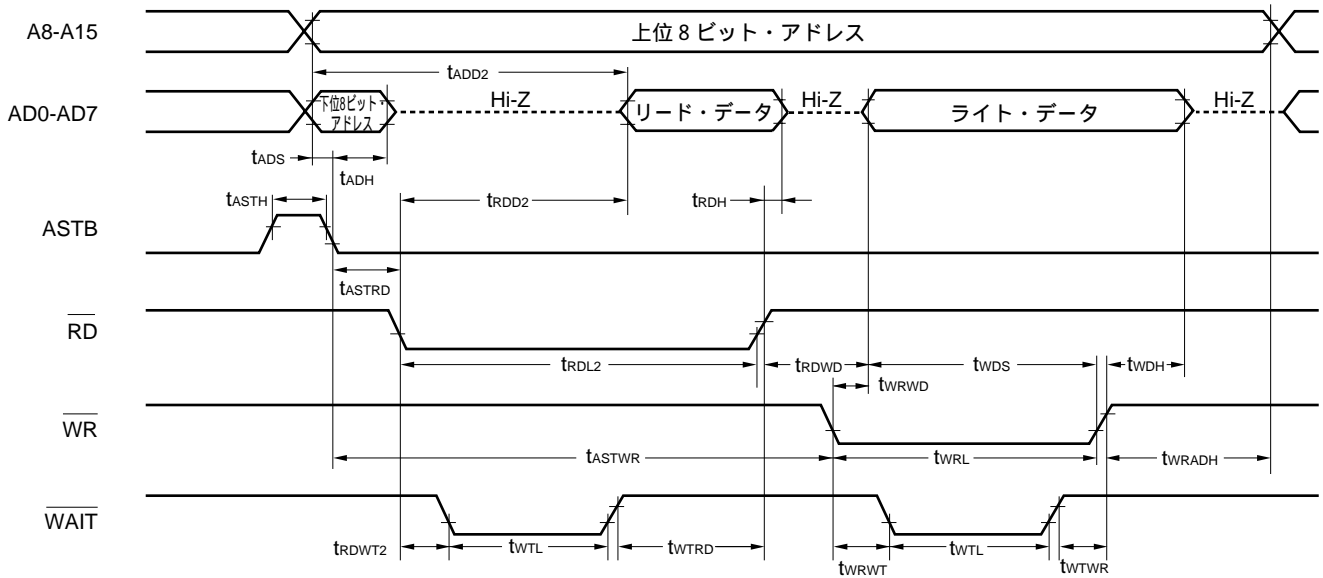 A8-A15
上位 8 ビット・アドレス
tADD2
AD0-AD7
下位8ビット・
アドレス
Hi-Z
リード・データ
Hi-Z
ライト・データ
Hi-Z
tADS
tADH
tASTH
tRDD2
tRDH
ASTB
tASTRD
RD
tRDL2
tRDWD
tWDS
tWDH
tWRWD
WR
tASTWR
tWRL
tWRADH
WAIT
tRDWT2
tWTL
tWTRD
tWRWT
tWTL
tWTWR